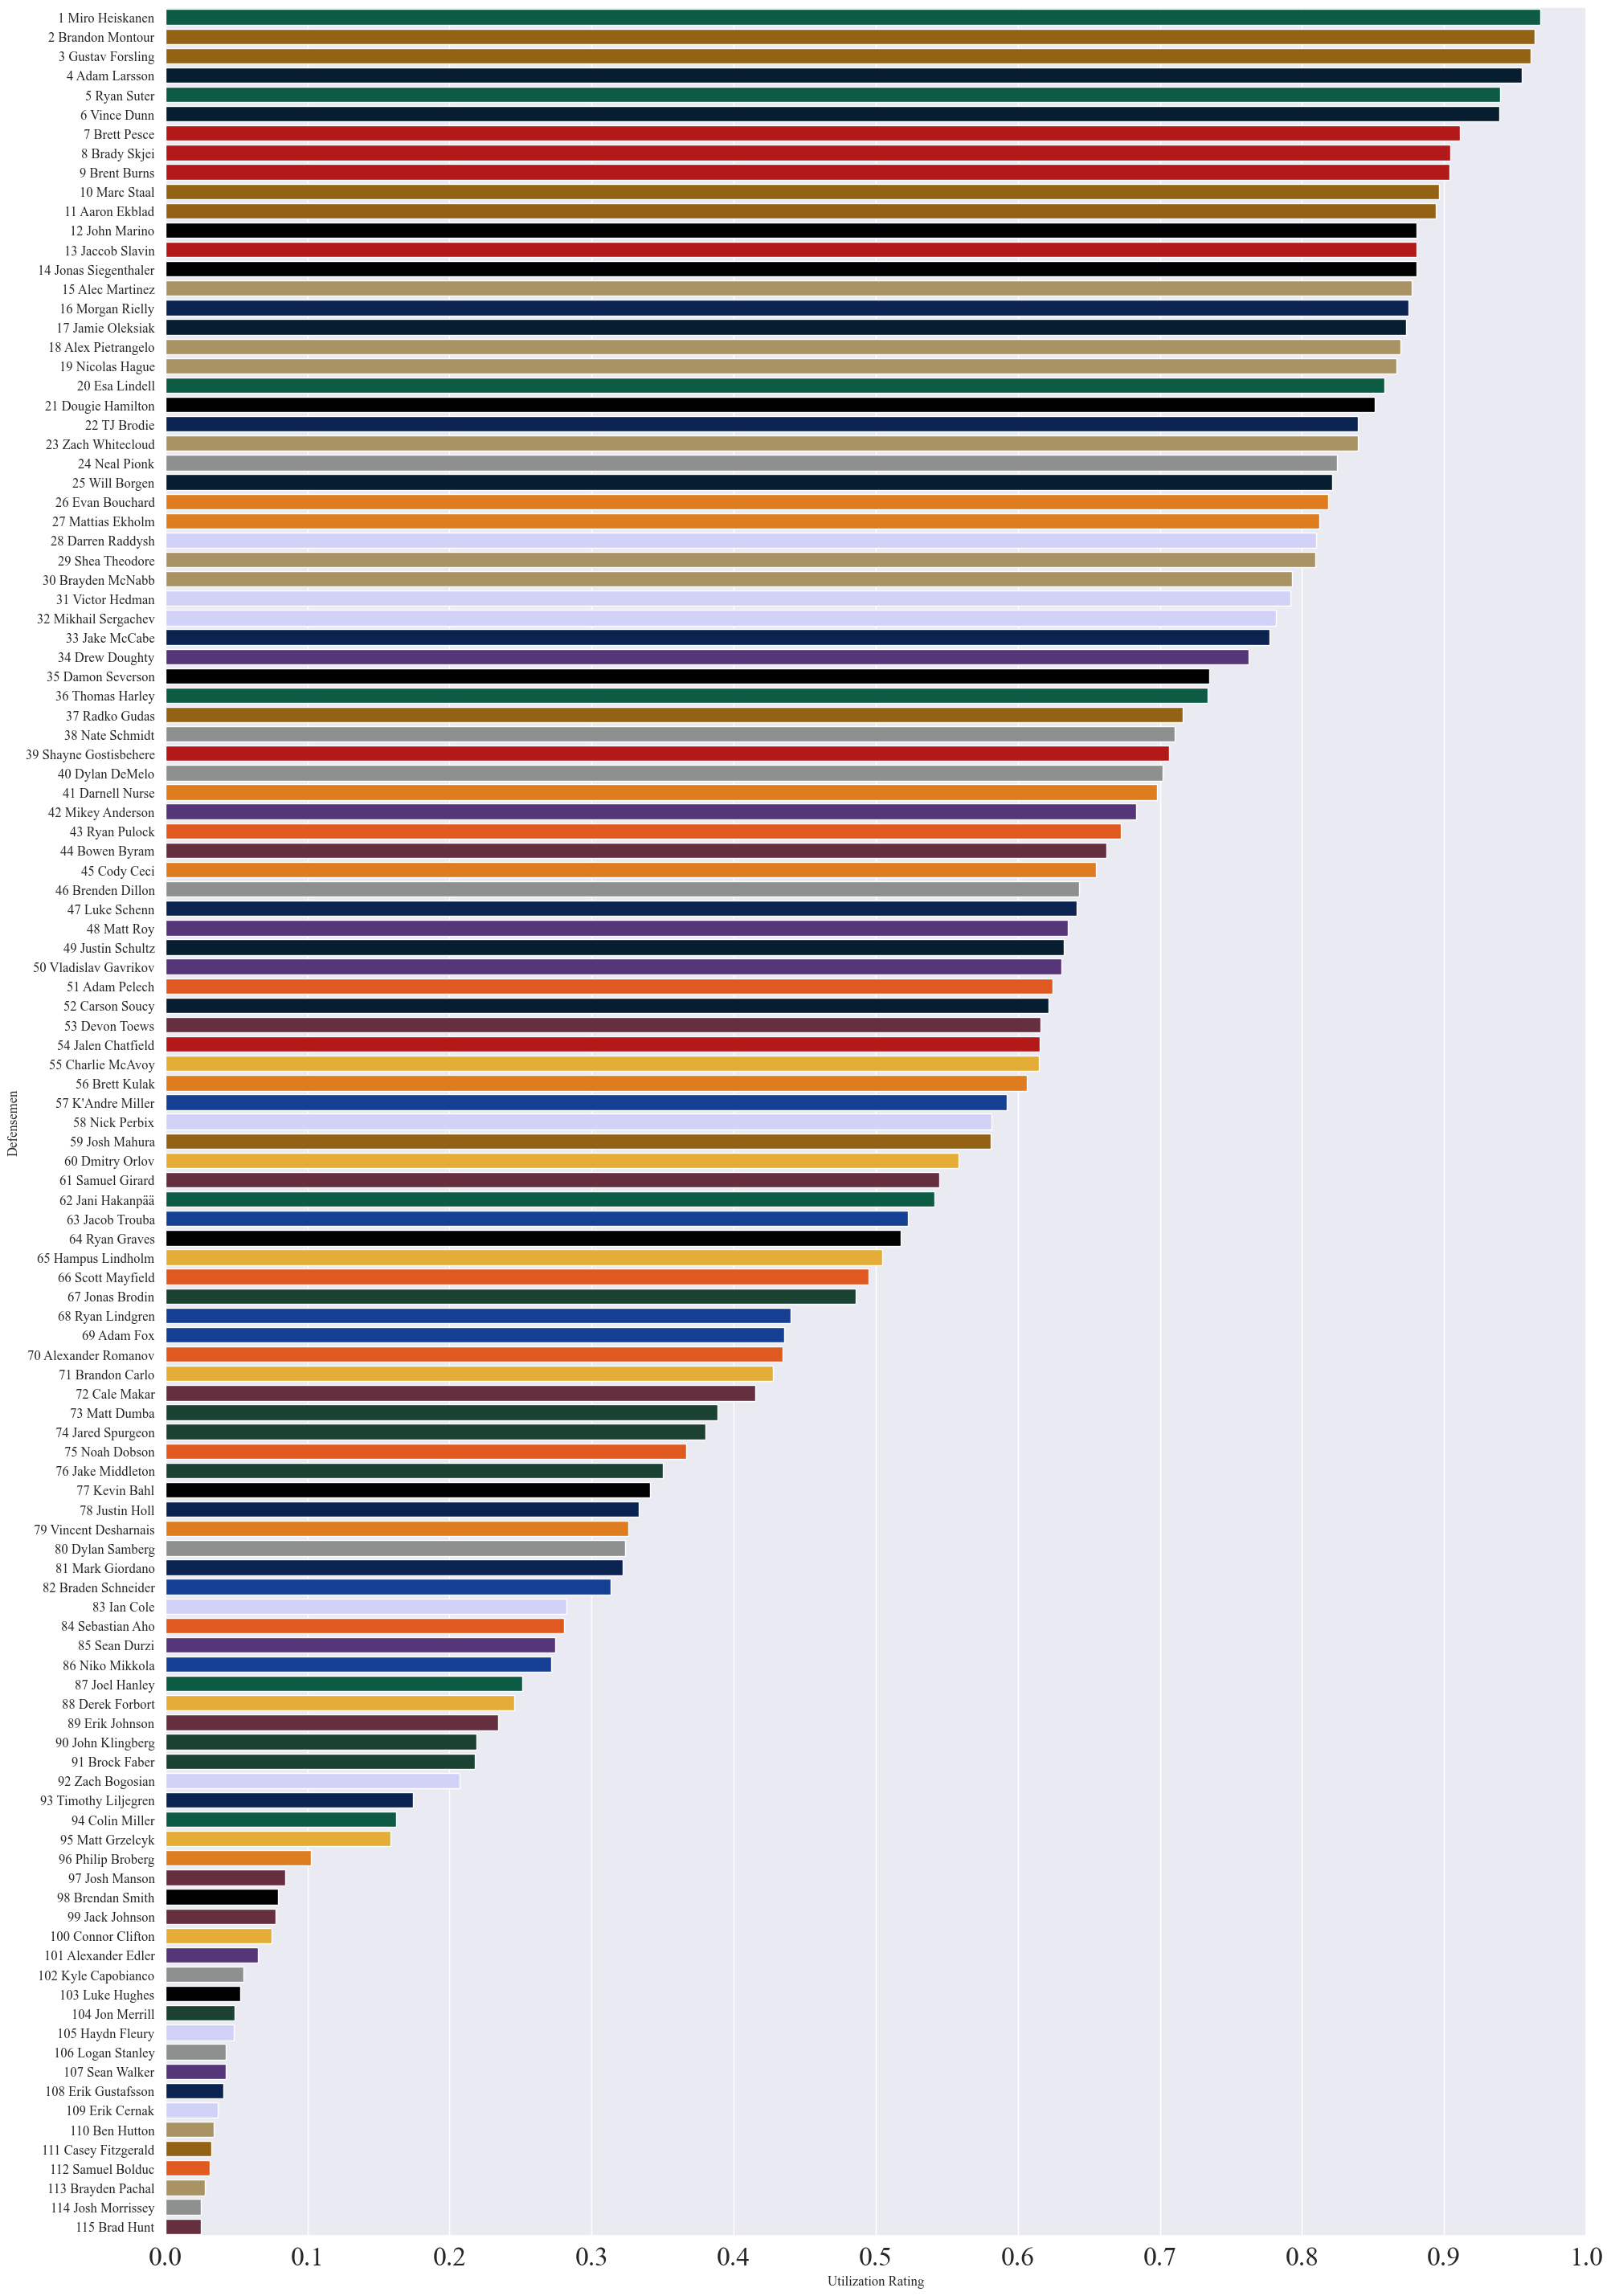 1 Miro Heiskanen
2 Brandon Montour
3 Gustav Forsling
4 Adam Larsson
5 Ryan Suter
6 Vince Dunn
7 Brett Pesce
8 Brady Skjei
9 Brent Burns
10 Marc Staal
11 Aaron Ekblad
12 John Marino
13 Jaccob Slavin
14 Jonas Siegenthaler
15 Alec Martinez
16 Morgan Rielly
17 Jamie Oleksiak
18 Alex Pietrangelo
19 Nicolas Hague
20 Esa Lindell
21 Dougie Hamilton
22 TJ Brodie
23 Zach Whitecloud
24 Neal Pionk
25 Will Borgen
26 Evan Bouchard
27 Mattias Ekholm
28 Darren Raddysh
29 Shea Theodore
30 Brayden McNabb
31 Victor Hedman
32 Mikhail Sergachev
33 Jake McCabe
34 Drew Doughty
35 Damon Severson
36 Thomas Harley
37 Radko Gudas
38 Nate Schmidt
39 Shayne Gostisbehere
40 Dylan DeMelo
41 Darnell Nurse
42 Mikey Anderson
43 Ryan Pulock
44 Bowen Byram
45 Cody Ceci
46 Brenden Dillon
47 Luke Schenn
48 Matt Roy
49 Justin Schultz
50 Vladislav Gavrikov
51 Adam Pelech
52 Carson Soucy
53 Devon Toews
54 Jalen Chatfield
55 Charlie McAvoy
56 Brett Kulak
57 K'Andre Miller
58 Nick Perbix
59 Josh Mahura
60 Dmitry Orlov
61 Samuel Girard
62 Jani Hakanpää
63 Jacob Trouba
64 Ryan Graves
65 Hampus Lindholm
66 Scott Mayfield
67 Jonas Brodin
68 Ryan Lindgren
69 Adam Fox
70 Alexander Romanov
71 Brandon Carlo
72 Cale Makar
73 Matt Dumba
74 Jared Spurgeon
75 Noah Dobson
76 Jake Middleton
77 Kevin Bahl
78 Justin Holl
79 Vincent Desharnais
80 Dylan Samberg
81 Mark Giordano
82 Braden Schneider
83 Ian Cole
84 Sebastian Aho
85 Sean Durzi
86 Niko Mikkola
87 Joel Hanley
88 Derek Forbort
89 Erik Johnson
90 John Klingberg
91 Brock Faber
92 Zach Bogosian
93 Timothy Liljegren
94 Colin Miller
95 Matt Grzelcyk
96 Philip Broberg
97 Josh Manson
98 Brendan Smith
99 Jack Johnson
100 Connor Clifton
101 Alexander Edler
102 Kyle Capobianco
103 Luke Hughes
104 Jon Merrill
105 Haydn Fleury
106 Logan Stanley
107 Sean Walker
108 Erik Gustafsson
109 Erik Cernak
110 Ben Hutton
111 Casey Fitzgerald
112 Samuel Bolduc
113 Brayden Pachal
114 Josh Morrissey
115 Brad Hunt
Defensemen
0.0 0.1 0.2 0.3 0.4 0.5 0.6 0.7 0.8 0.9 1.0
Utilization Rating